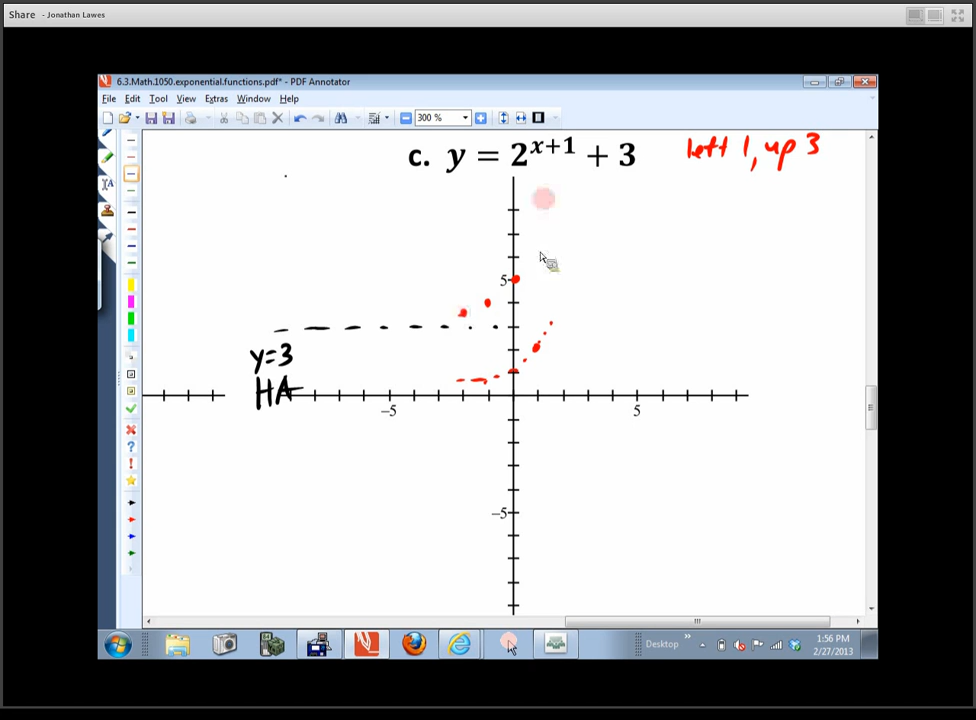 Share - Jonathan Lawes
6.3.Math.1050.exponential.functions.pdf* - PDF Annotator
File Edit Tool View Extras Window Help
300 %
c. y = 2^{x+1} + 3
left 1, up 3
5
y=3
HA
-5 5
-5
Desktop
1:56 PM
2/27/2013